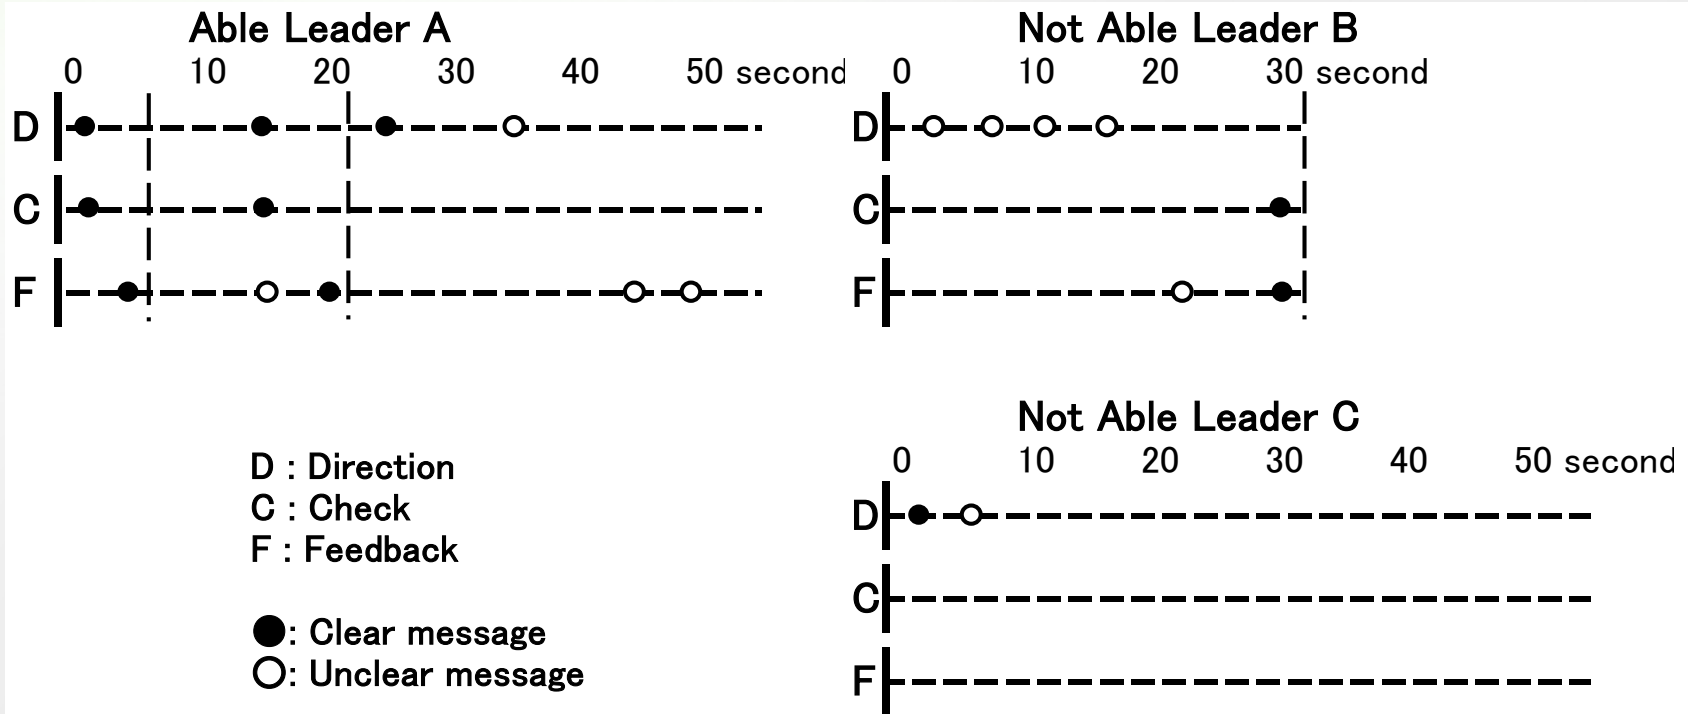 Able Leader A
0 10 20 30 40 50 second
D
C
F
Not Able Leader B
0 10 20 30 second
D
C
F
D : Direction
C : Check
F : Feedback
●: Clear message
○: Unclear message
Not Able Leader C
0 10 20 30 40 50 second
D
C
F